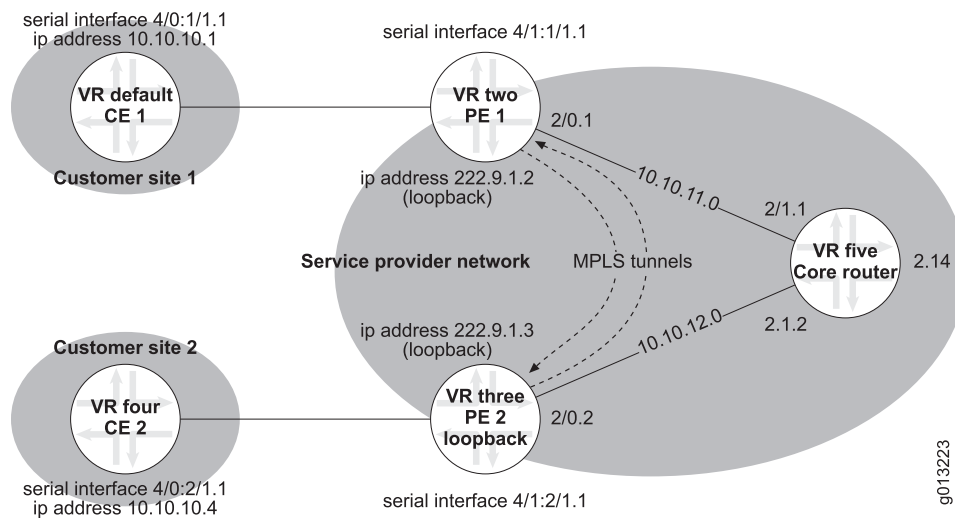 serial interface 4/0:1/1.1
ip address 10.10.10.1
VR default
CE 1
Customer site 1
serial interface 4/1:1/1.1
VR two
PE 1
2/0.1
ip address 222.9.1.2
(loopback)
10.10.11.0
2/1.1
Service provider network
MPLS tunnels
VR five
Core router
2.14
ip address 222.9.1.3
(loopback)
10.10.12.0
2.1.2
Customer site 2
VR four
CE 2
VR three
PE 2
loopback
2/0.2
serial interface 4/0:2/1.1
ip address 10.10.10.4
serial interface 4/1:2/1.1
g013223